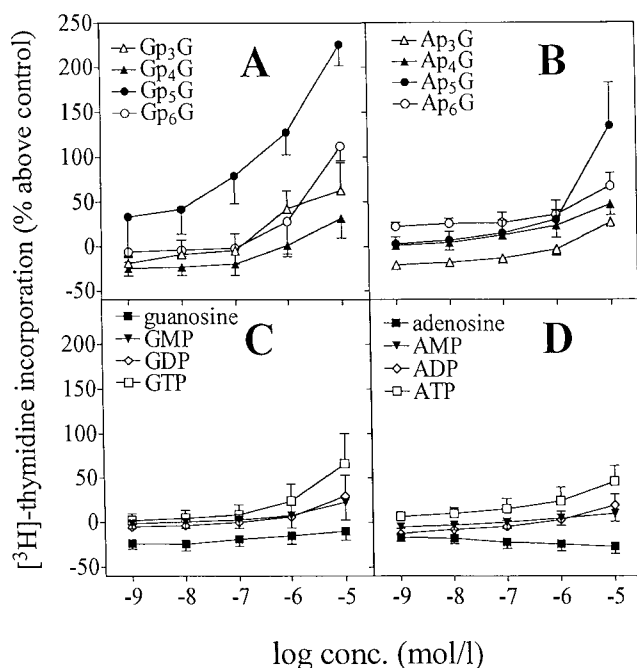 [³H]-thymidine incorporation (% above control)
250
200
150
100
50
0
-50
A
Gp₃G
Gp₄G
Gp₅G
Gp₆G
B
Ap₃G
Ap₄G
Ap₅G
Ap₆G
200
150
100
50
0
-50
C
guanosine
GMP
GDP
GTP
D
adenosine
AMP
ADP
ATP
-9 -8 -7 -6 -5
-9 -8 -7 -6 -5
log conc. (mol/l)